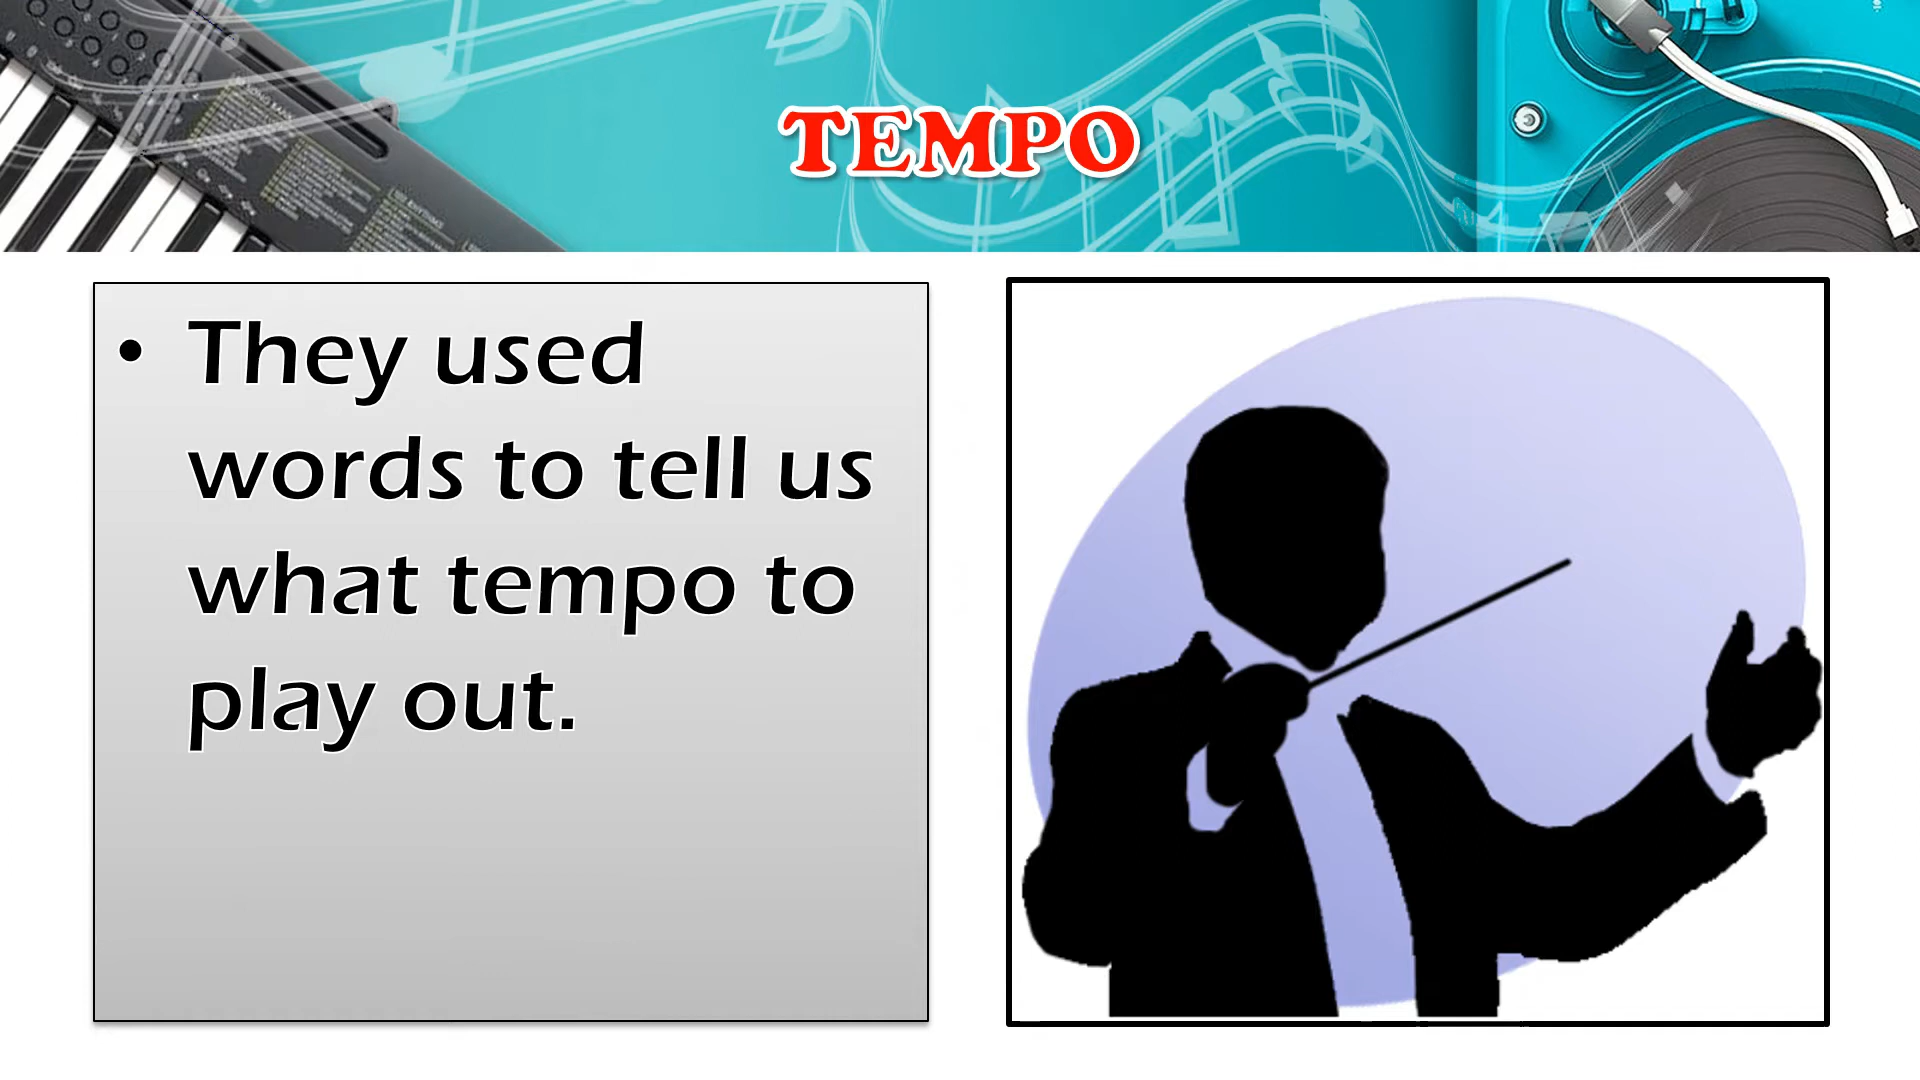 TEMPO
• They used
words to tell us
what tempo to
play out.